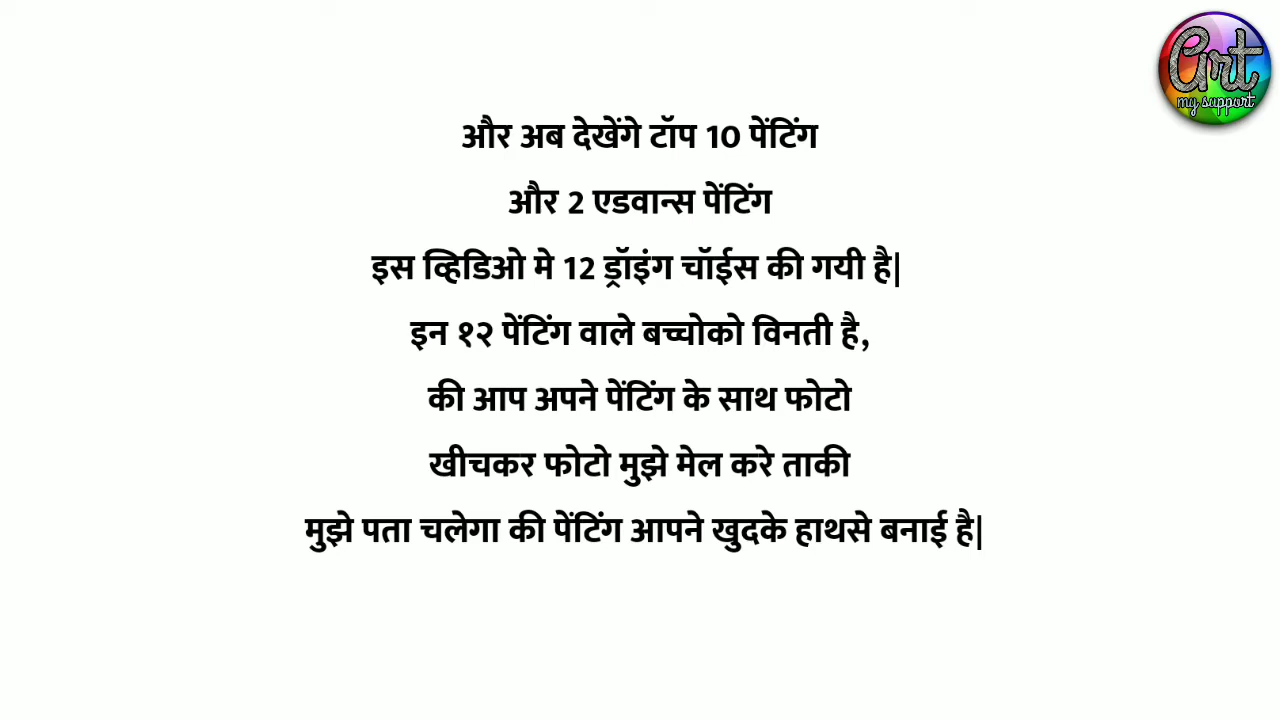 Art
my support
और अब देखेंगे टॉप 10 पेंटिंग
और 2 एडवान्स पेंटिंग
इस व्हिडिओ मे 12 ड्रॉइंग चॉईस की गयी है|
इन १२ पेंटिंग वाले बच्चोको विनती है,
की आप अपने पेंटिंग के साथ फोटो
खीचकर फोटो मुझे मेल करे ताकी
मुझे पता चलेगा की पेंटिंग आपने खुदके हाथसे बनाई है|